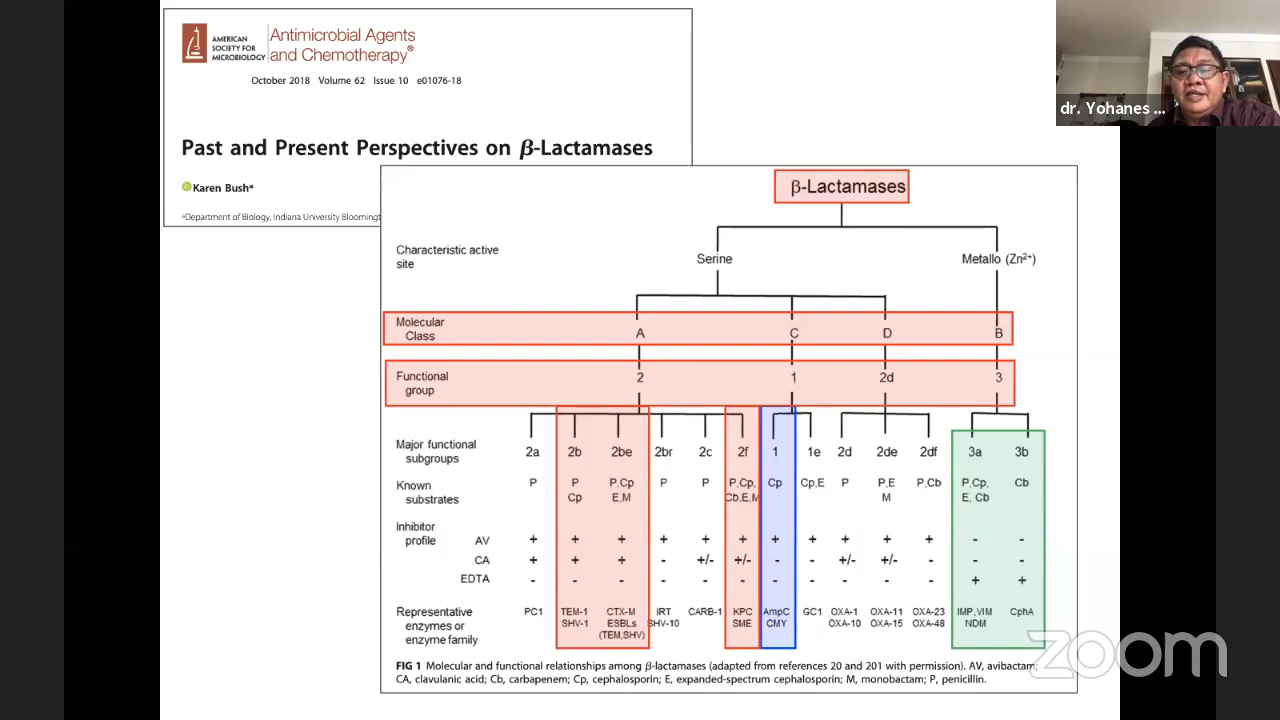 AMERICAN
SOCIETY FOR
MICROBIOLOGY
Antimicrobial Agents
and Chemotherapy®
October 2018 Volume 62 Issue 10 e01076-18
Past and Present Perspectives on β-Lactamases
Karen Bushᵃ
ᵃDepartment of Biology, Indiana University Bloomingt
dr. Yohanes ...
β-Lactamases
Characteristic active
site
Serine
Metallo (Zn²⁺)
Molecular
Class
A C D B
Functional
group
2 1 2d 3
Major functional
subgroups
2a 2b 2be 2br 2c 2f 1 1e 2d 2de 2df 3a 3b
Known
substrates
P P P,Cp P P P,Cp, Cp Cp,E P P,E P,Cb P,Cp, Cb
Cp E,M Cb,E,M M E, Cb
Inhibitor
profile
AV + + + + + + + + + + + - -
CA + + + - +/- +/- - - +/- +/- - - -
EDTA - - - - - - - - - - - + +
Representative
enzymes or
enzyme family
PC1 TEM-1 CTX-M IRT CARB-1 KPC AmpC GC1 OXA-1 OXA-11 OXA-23 IMP,VIM CphA
SHV-1 ESBLs SHV-10 SME CMY OXA-10 OXA-15 OXA-48 NDM
(TEM,SHV)
FIG 1 Molecular and functional relationships among β-lactamases (adapted from references 20 and 201 with permission). AV, avibactam;
CA, clavulanic acid; Cb, carbapenem; Cp, cephalosporin; E, expanded-spectrum cephalosporin; M, monobactam; P, penicillin.
zoom